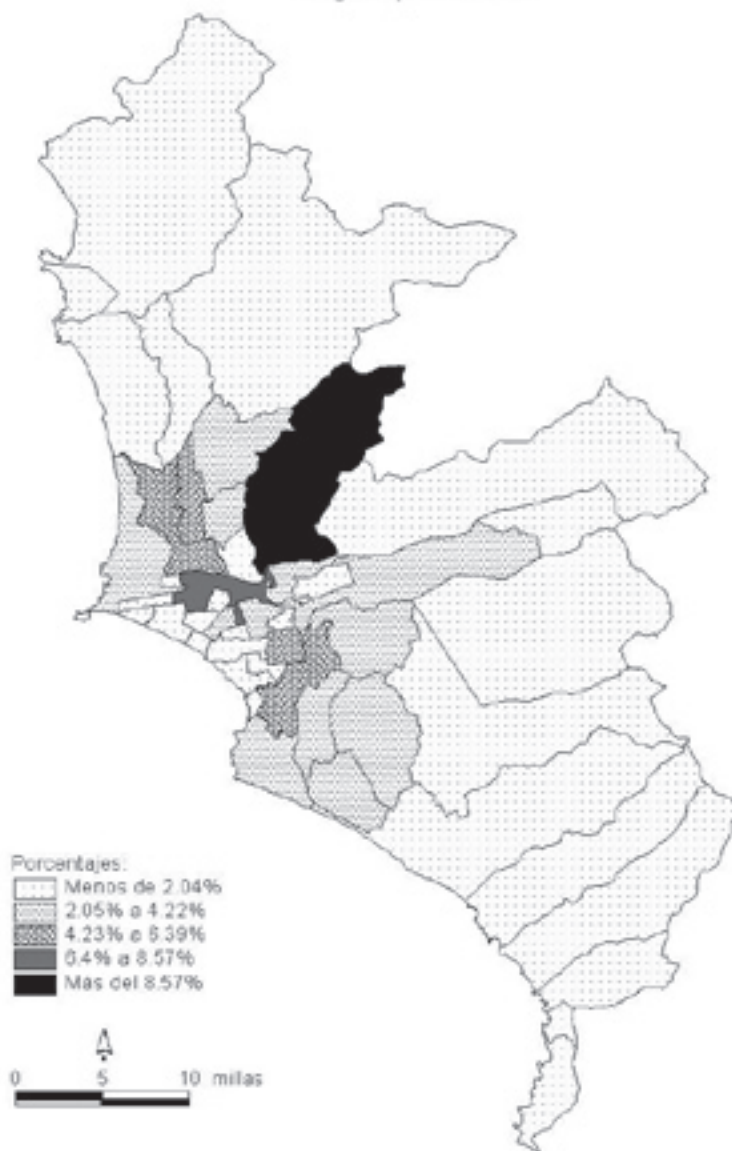 Porcentajes:
Menos de 2.04%
2.05% a 4.22%
4.23% a 6.39%
6.4% a 8.57%
Más del 8.57%
0 5 10 millas